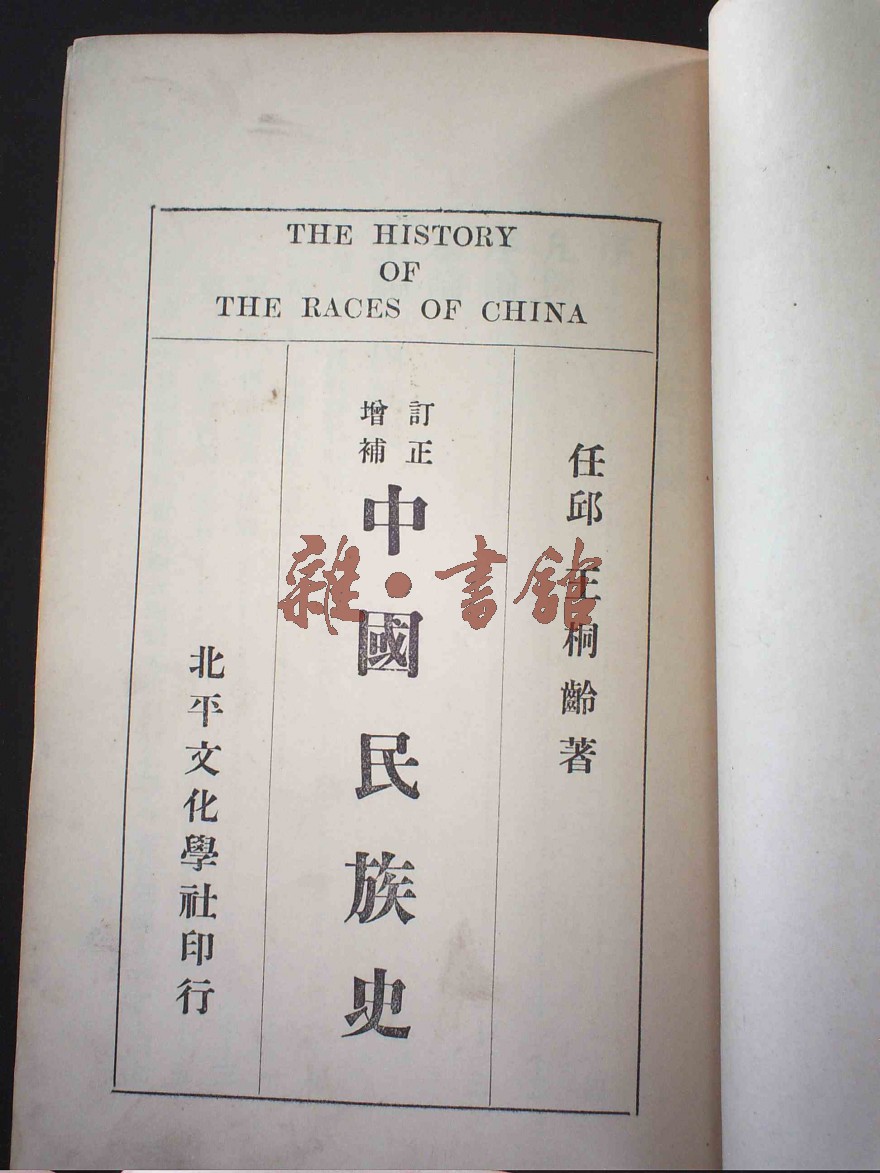 THE HISTORY
OF
THE RACES OF CHINA
任邱 王桐齡 著
訂正
增補
中國民族史
北平文化學社印行
雜·書館